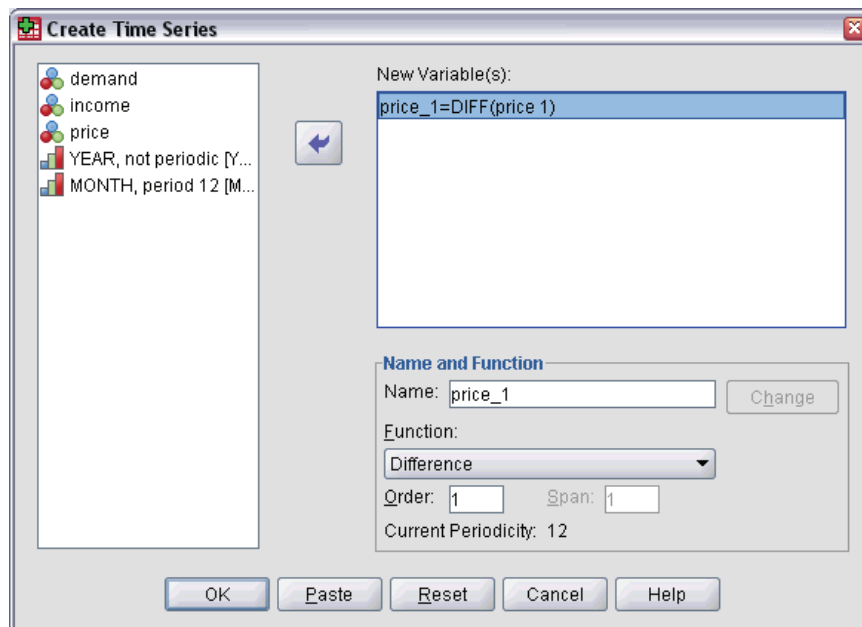 Create Time Series
demand
income
price
YEAR, not periodic [Y...
MONTH, period 12 [M...
New Variable(s):
price_1=DIFF(price 1)
Name and Function
Name: price_1
Change
Function:
Difference
Order: 1 Span: 1
Current Periodicity: 12
OK Paste Reset Cancel Help